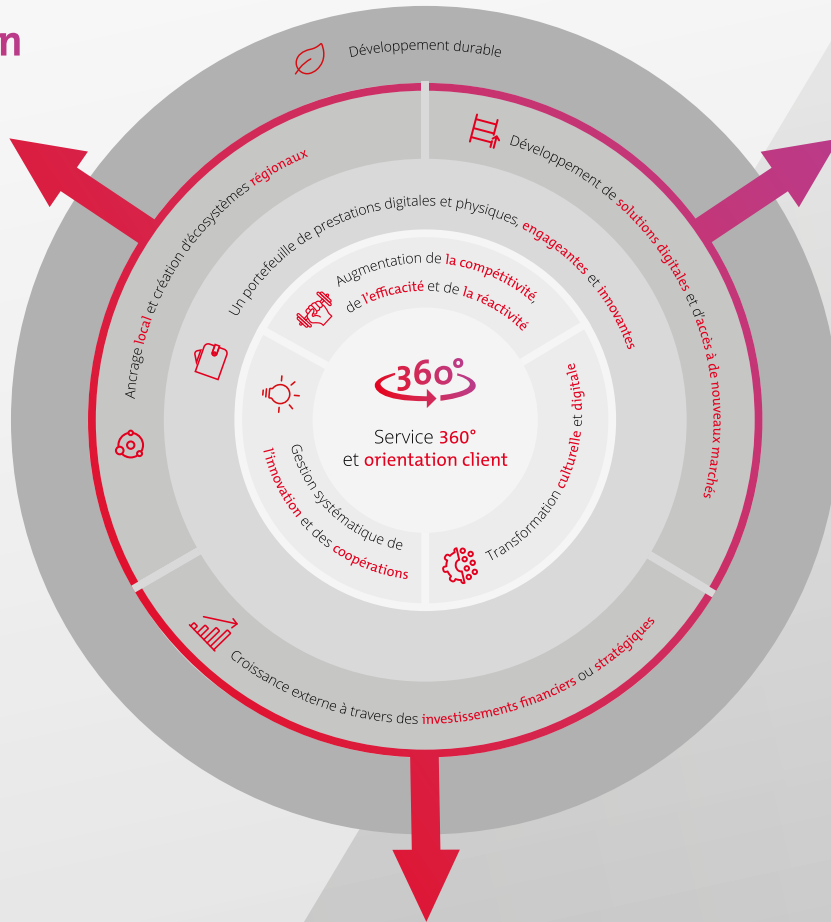 n
Développement durable
Développement de solutions digitales et d'accès à de nouveaux marchés
Ancrage local et création d'écosystèmes régionaux
Un portefeuille de prestations digitales et physiques, engageantes et innovantes
Augmentation de la compétitivité,
de l'efficacité et de la réactivité
360°
Service 360°
et orientation client
Transformation culturelle et digitale
Gestion systématique de
l'innovation et des coopérations
Croissance externe à travers des investissements financiers ou stratégiques